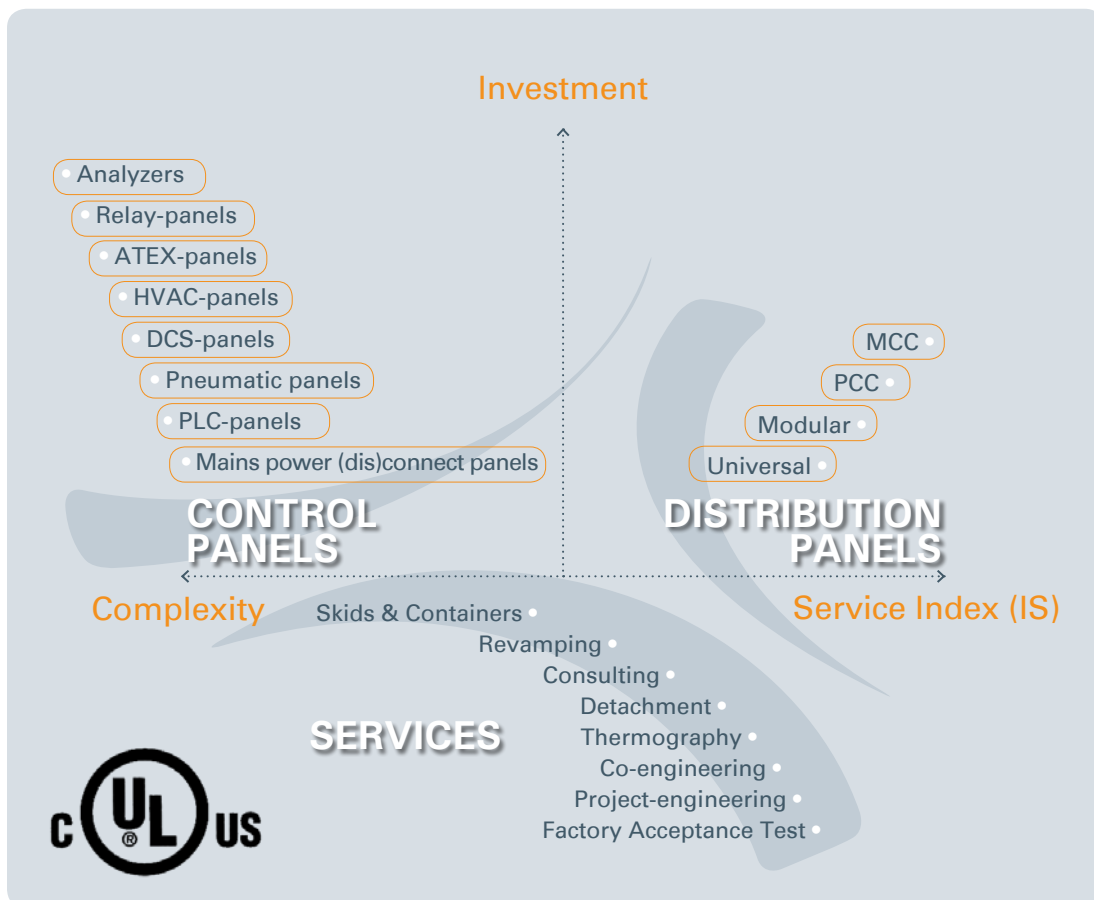 Investment
Analyzers
Relay-panels
ATEX-panels
HVAC-panels
DCS-panels
Pneumatic panels
PLC-panels
Mains power (dis)connect panels
CONTROL
PANELS
MCC
PCC
Modular
Universal
DISTRIBUTION
PANELS
Complexity
Service Index (IS)
Skids & Containers
Revamping
Consulting
Detachment
Thermography
Co-engineering
Project-engineering
Factory Acceptance Test
SERVICES
C UL ® US